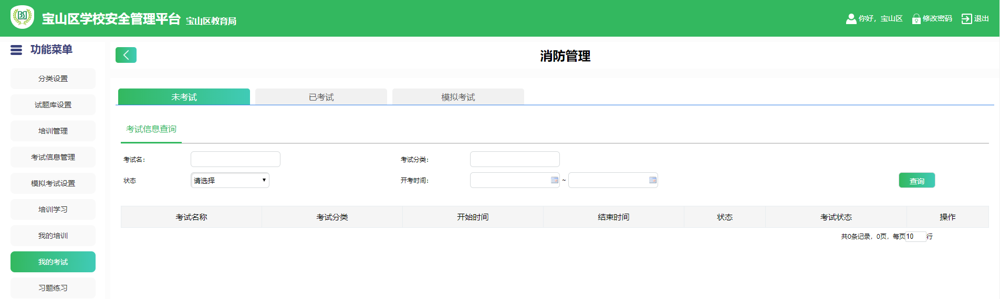 宝山区学校安全管理平台 宝山区教育局
你好，宝山区 修改密码 退出
功能菜单
消防管理
分类设置
试题库设置
培训管理
考试信息管理
模拟考试设置
培训学习
我的培训
我的考试
习题练习
未考试 已考试 模拟考试
考试信息查询
考试名： 考试分类：
状态 请选择 开考时间： ~ 查询
考试名称 考试分类 开始时间 结束时间 状态 考试状态 操作
共0条记录，0页，每页10行